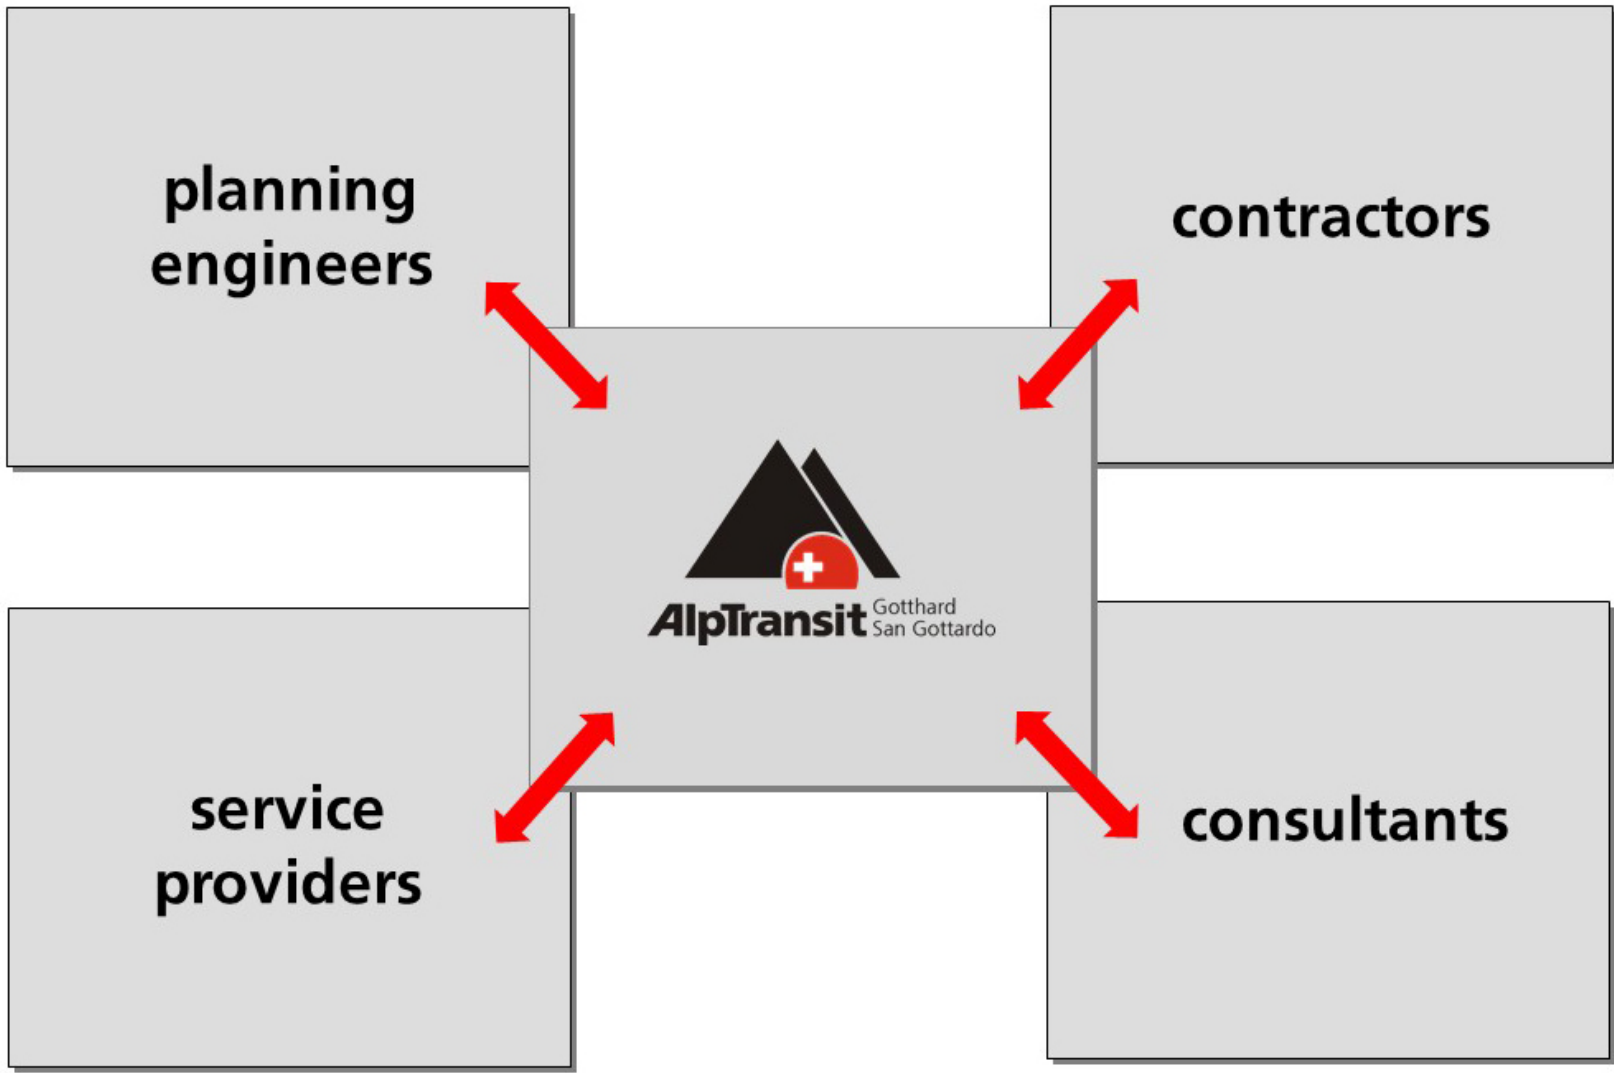 planning
engineers
contractors
AlpTransit Gotthard
San Gottardo
service
providers
consultants